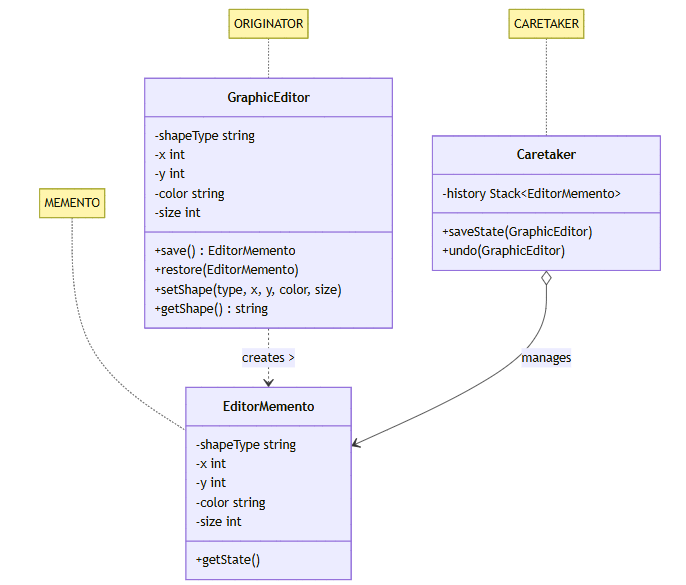 ORIGINATOR
CARETAKER
GraphicEditor
-shapeType string
-x int
-y int
-color string
-size int
+save() : EditorMemento
+restore(EditorMemento)
+setShape(type, x, y, color, size)
+getShape() : string
Caretaker
-history Stack<EditorMemento>
+saveState(GraphicEditor)
+undo(GraphicEditor)
MEMENTO
creates >
manages
EditorMemento
-shapeType string
-x int
-y int
-color string
-size int
+getState()